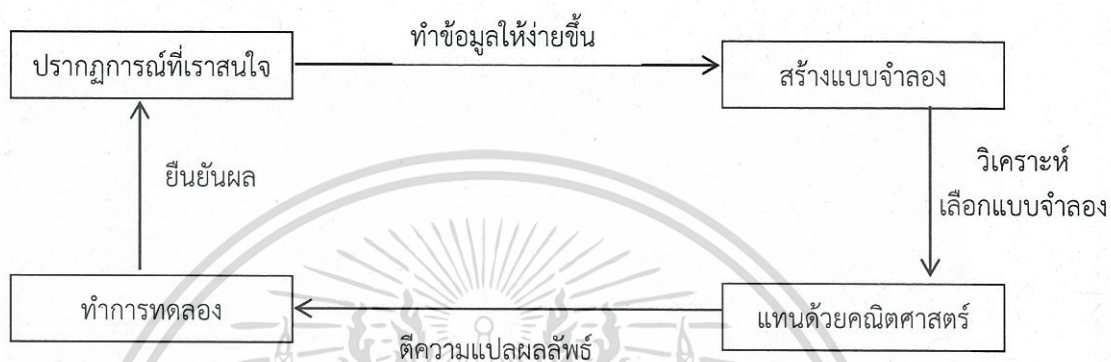 ทำข้อมูลให้ง่ายขึ้น
ปรากฏการณ์ที่เราสนใจ
สร้างแบบจำลอง
ยืนยันผล
วิเคราะห์
เลือกแบบจำลอง
ทำการทดลอง
แทนด้วยคณิตศาสตร์
ตีความแปลผลลัพธ์